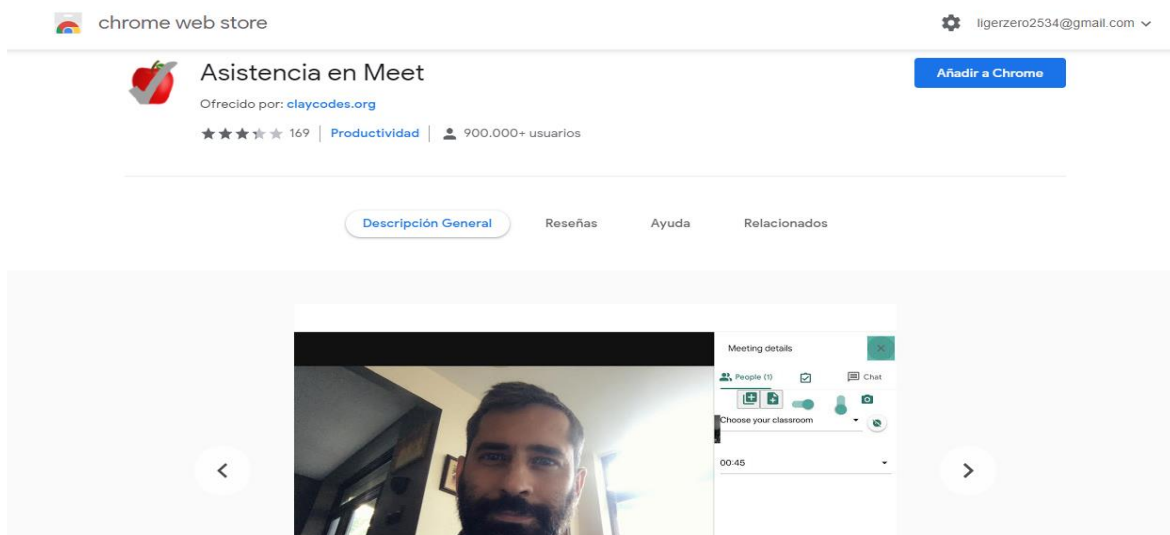 chrome web store
ligerzero2534@gmail.com
Asistencia en Meet
Añadir a Chrome
Ofrecido por: claycodes.org
169 | Productividad | 900.000+ usuarios
Descripción General Reseñas Ayuda Relacionados
Meeting details
People (1) Chat
Choose your classroom
00:45